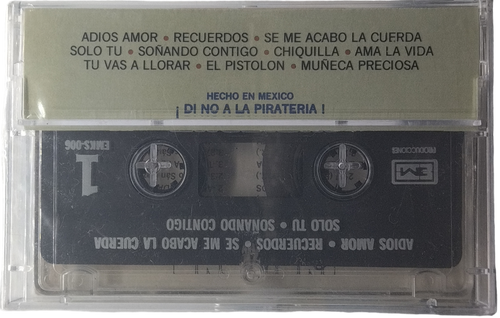 ADIOS AMOR • RECUERDOS • SE ME ACABO LA CUERDA
SOLO TU • SOÑANDO CONTIGO • CHIQUILLA • AMA LA VIDA
TU VAS A LLORAR • EL PISTOLON • MUÑECA PRECIOSA
HECHO EN MEXICO
¡ DI NO A LA PIRATERIA !
ADIOS AMOR • RECUERDOS • SE ME ACABO LA CUERDA
SOLO TU • SOÑANDO CONTIGO
EM
PRODUCCIONES
1
EMKS-006